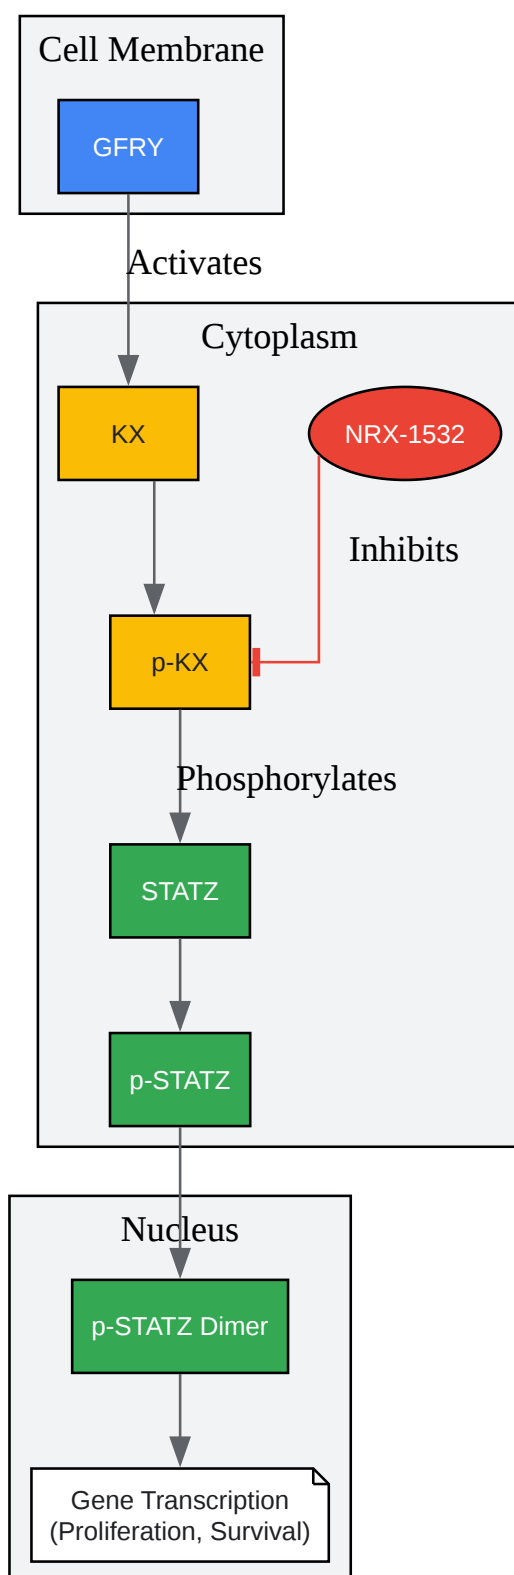 Cell Membrane
GFRY
Activates
Cytoplasm
KX
NRX-1532
Inhibits
p-KX
Phosphorylates
STATZ
p-STATZ
Nucleus
p-STATZ Dimer
Gene Transcription
(Proliferation, Survival)